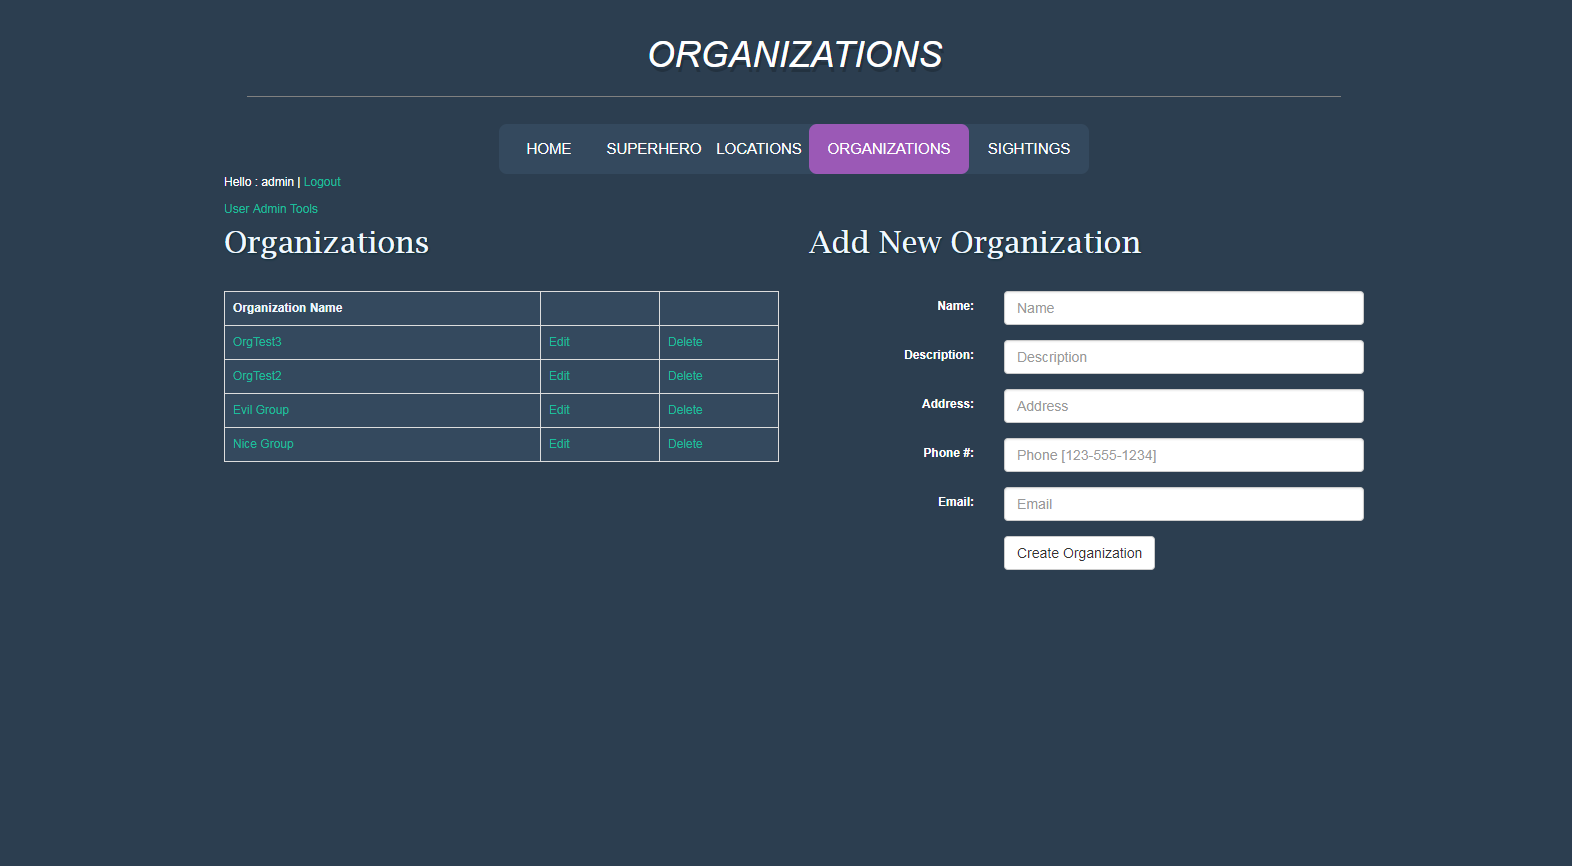 ORGANIZATIONS
HOME SUPERHERO LOCATIONS ORGANIZATIONS SIGHTINGS
Hello : admin | Logout
User Admin Tools
Organizations
Organization Name
OrgTest3 Edit Delete
OrgTest2 Edit Delete
Evil Group Edit Delete
Nice Group Edit Delete
Add New Organization
Name: Name
Description: Description
Address: Address
Phone #: Phone [123-555-1234]
Email: Email
Create Organization